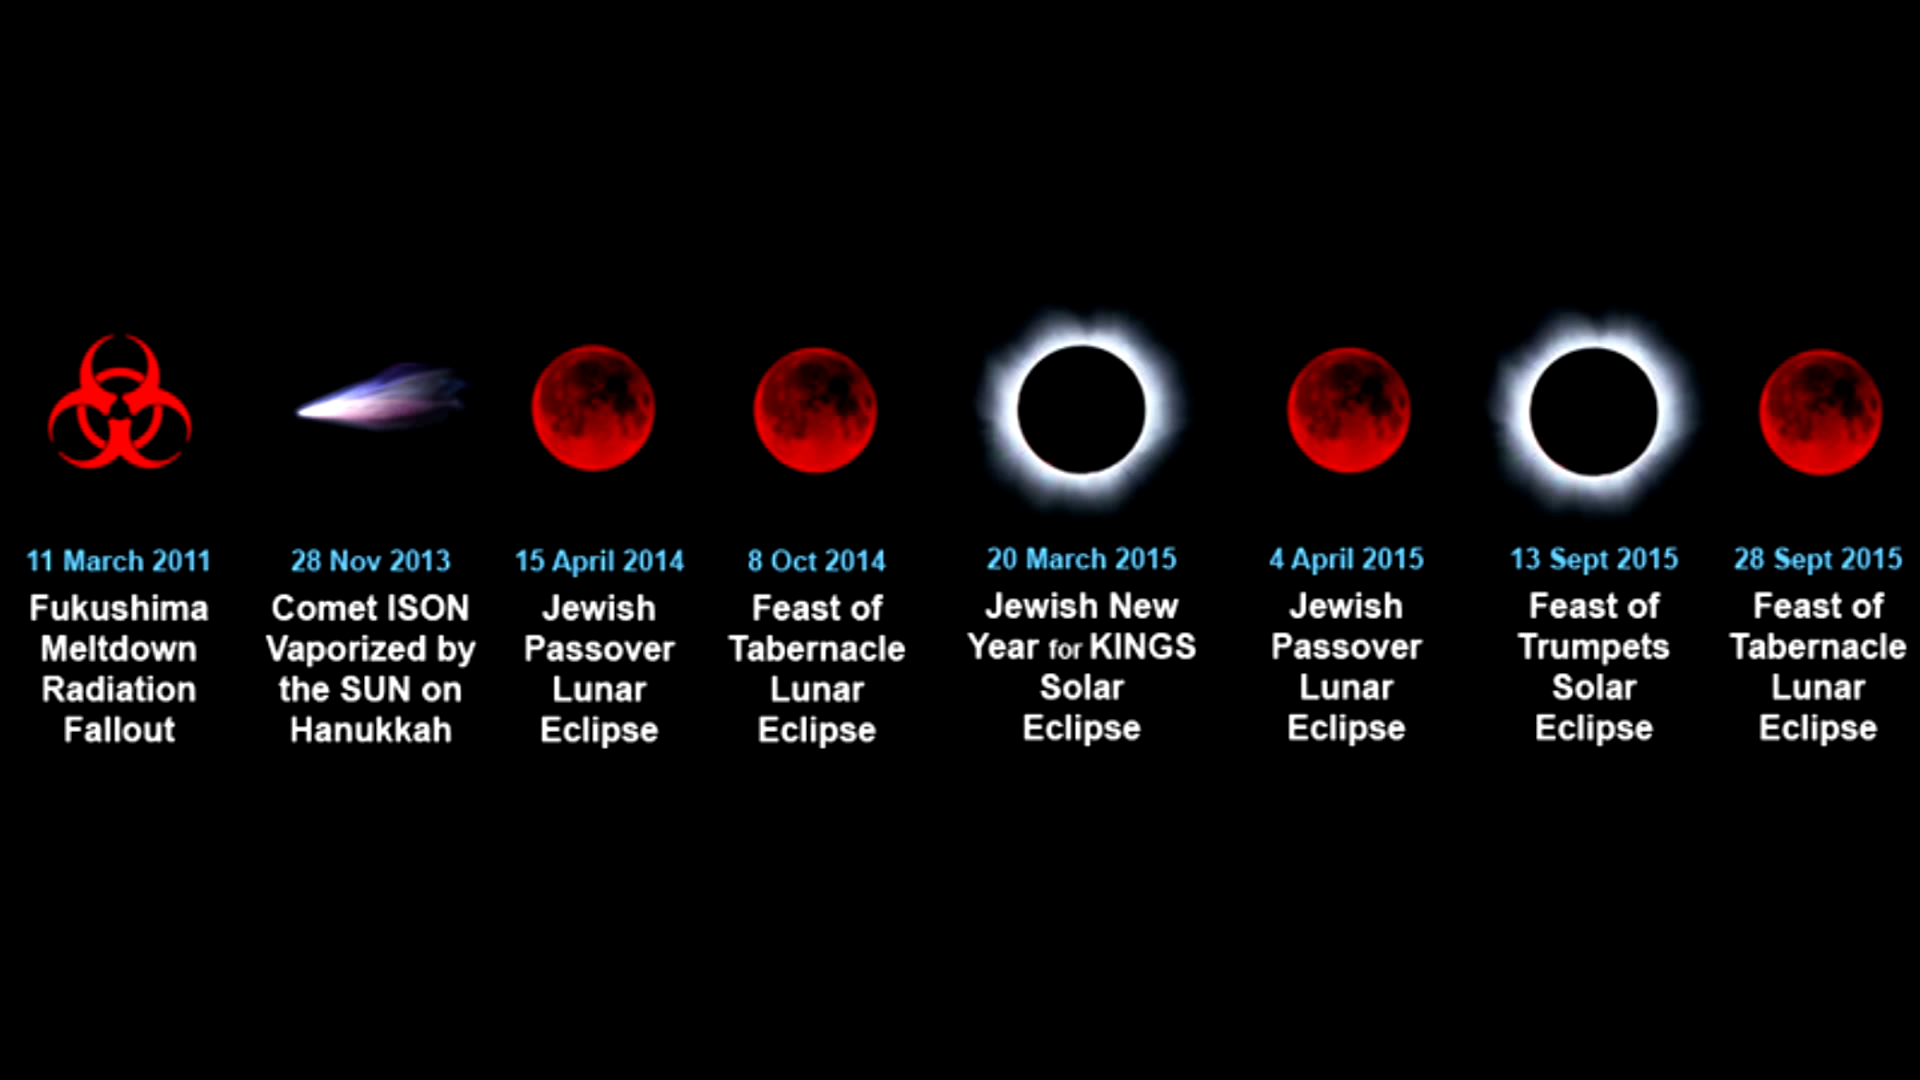 11 March 2011
Fukushima
Meltdown
Radiation
Fallout
28 Nov 2013
Comet ISON
Vaporized by
the SUN on
Hanukkah
15 April 2014
Jewish
Passover
Lunar
Eclipse
8 Oct 2014
Feast of
Tabernacle
Lunar
Eclipse
20 March 2015
Jewish New
Year for KINGS
Solar
Eclipse
4 April 2015
Jewish
Passover
Lunar
Eclipse
13 Sept 2015
Feast of
Trumpets
Solar
Eclipse
28 Sept 2015
Feast of
Tabernacle
Lunar
Eclipse